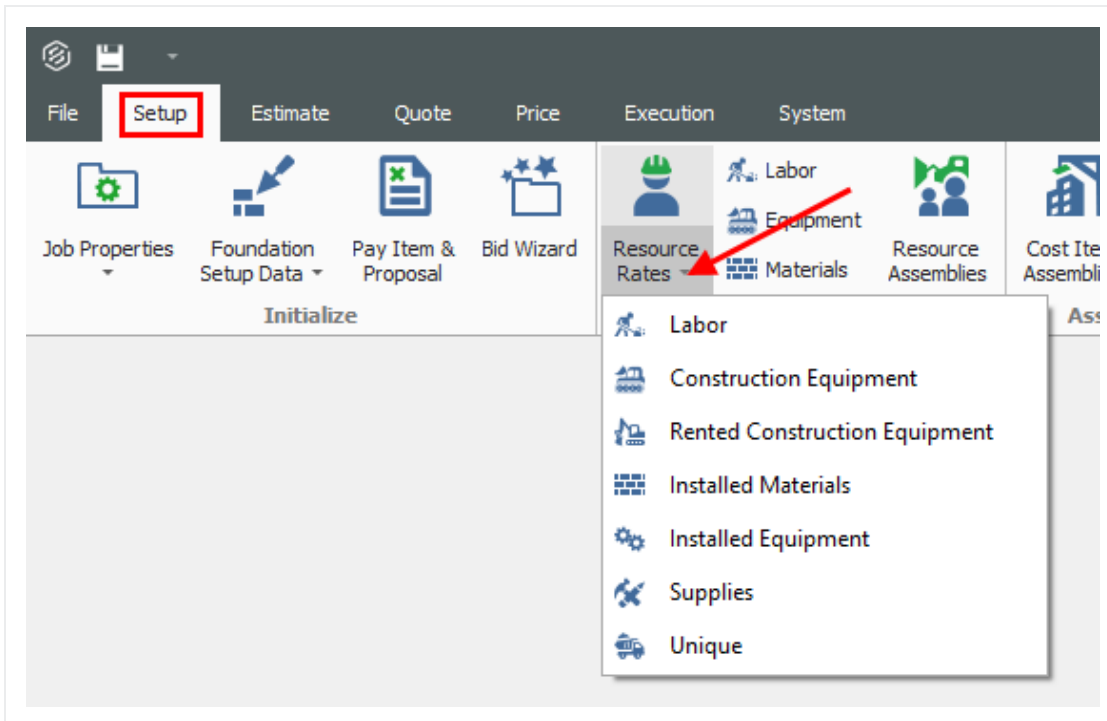 File Setup Estimate Quote Price Execution System
Labor
Equipment
Materials
Job Properties
Foundation
Setup Data
Pay Item &
Proposal
Bid Wizard
Resource
Rates
Resource
Assemblies
Cost Ite
Assembli
Initialize
Ass
Labor
Construction Equipment
Rented Construction Equipment
Installed Materials
Installed Equipment
Supplies
Unique